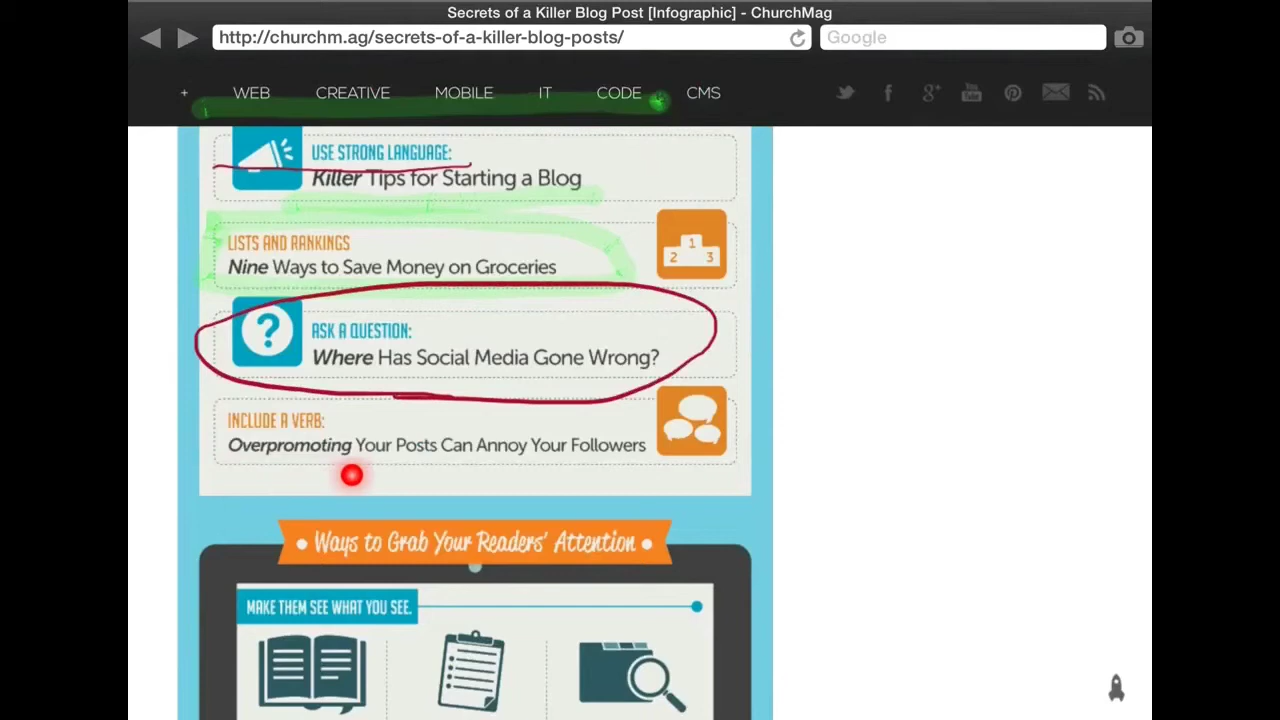 Secrets of a Killer Blog Post [Infographic] - ChurchMag
http://churchm.ag/secrets-of-a-killer-blog-posts/
Google
+ WEB CREATIVE MOBILE IT CODE CMS
USE STRONG LANGUAGE:
Killer Tips for Starting a Blog
LISTS AND RANKINGS
Nine Ways to Save Money on Groceries
1
2 3
?
ASK A QUESTION:
Where Has Social Media Gone Wrong?
INCLUDE A VERB:
Overpromoting Your Posts Can Annoy Your Followers
Ways to Grab Your Readers' Attention
MAKE THEM SEE WHAT YOU SEE.